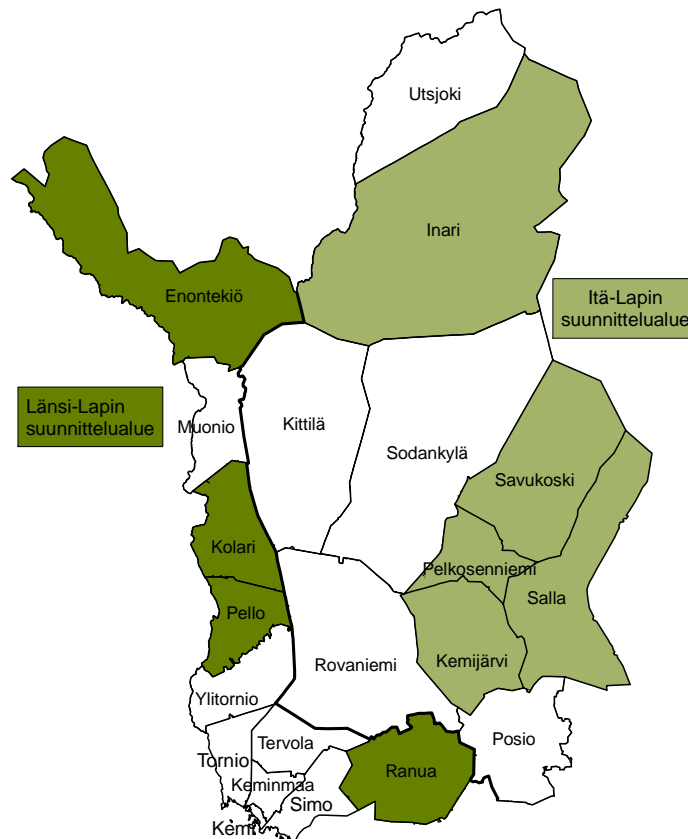 Utsjoki
Inari
Enontekiö
Itä-Lapin
suunnittelualue
Länsi-Lapin
suunnittelualue
Muonio
Kittilä
Sodankylä
Savukoski
Kolari
Pelkosenniemi
Salla
Pello
Rovaniemi
Kemijärvi
Ylitornio
Posio
Tervola
Tornio
Ranua
Keminmaa
Simo
Kemi